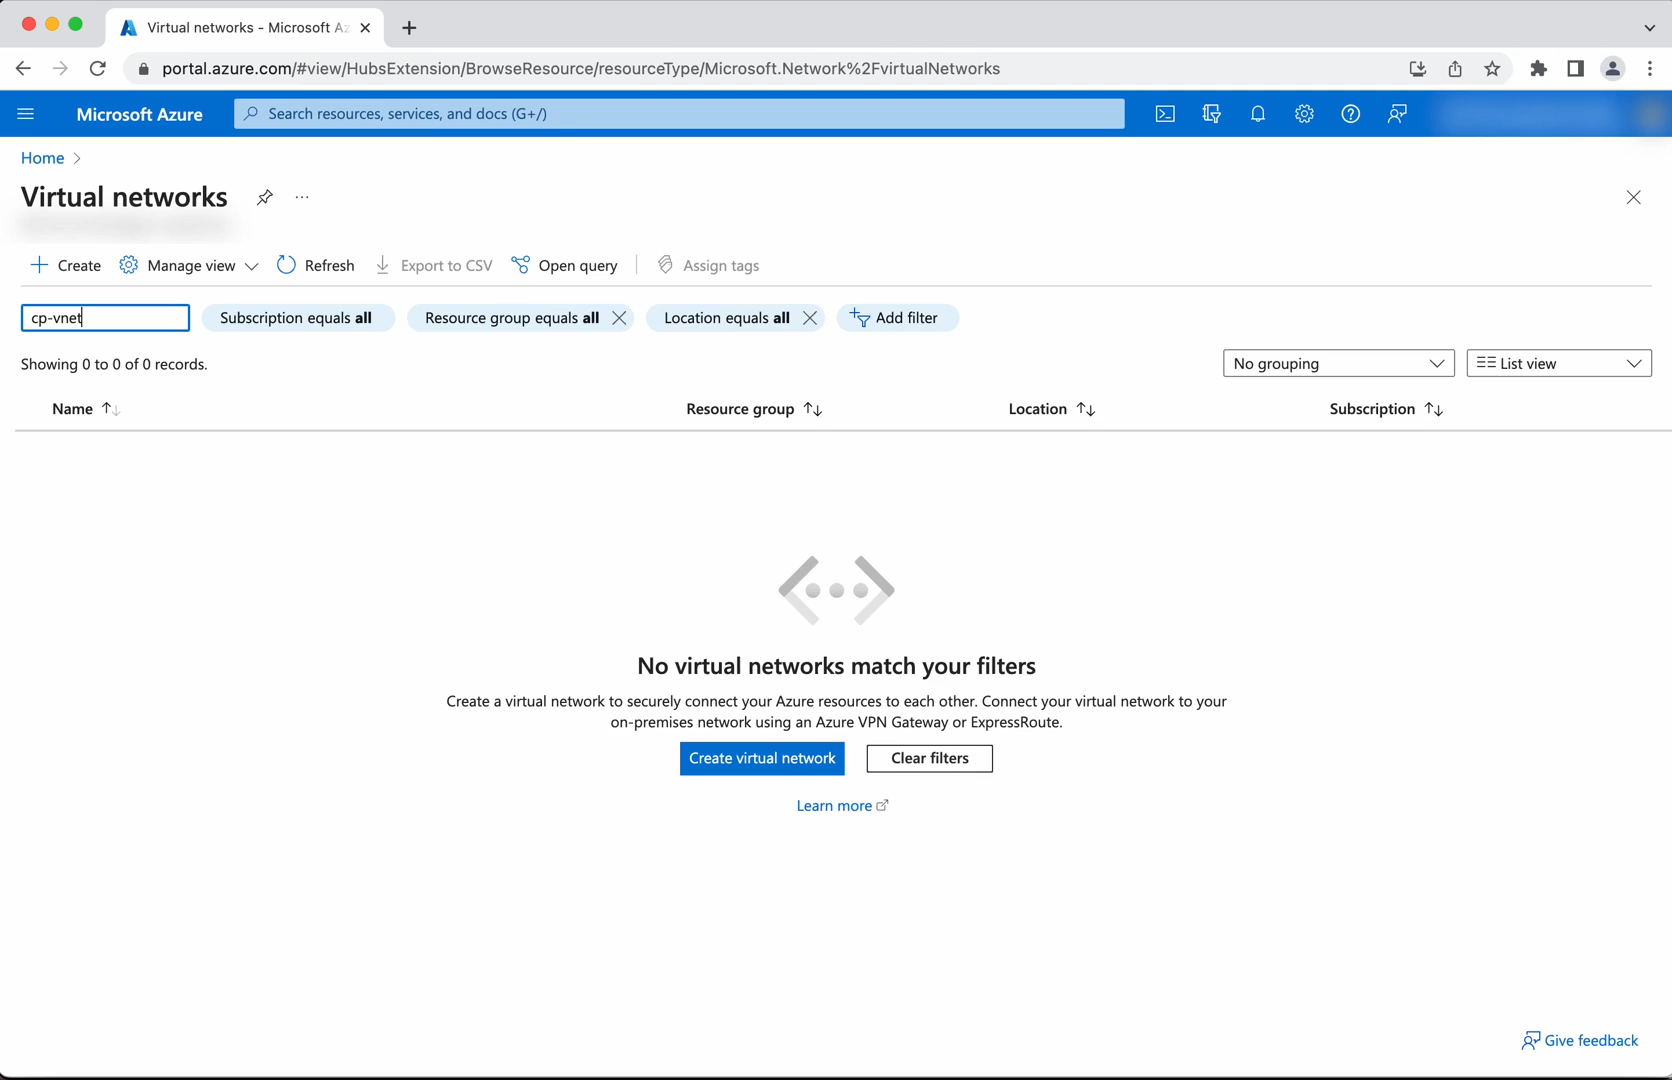 Virtual networks - Microsoft Az
portal.azure.com/#view/HubsExtension/BrowseResource/resourceType/Microsoft.Network%2FvirtualNetworks
Microsoft Azure
Search resources, services, and docs (G+/)
Home
Virtual networks
Create
Manage view
Refresh
Export to CSV
Open query
Assign tags
cp-vnet
Subscription equals all
Resource group equals all
Location equals all
Add filter
Showing 0 to 0 of 0 records.
No grouping
List view
Name
Resource group
Location
Subscription
No virtual networks match your filters
Create a virtual network to securely connect your Azure resources to each other. Connect your virtual network to your
on-premises network using an Azure VPN Gateway or ExpressRoute.
Create virtual network
Clear filters
Learn more
Give feedback